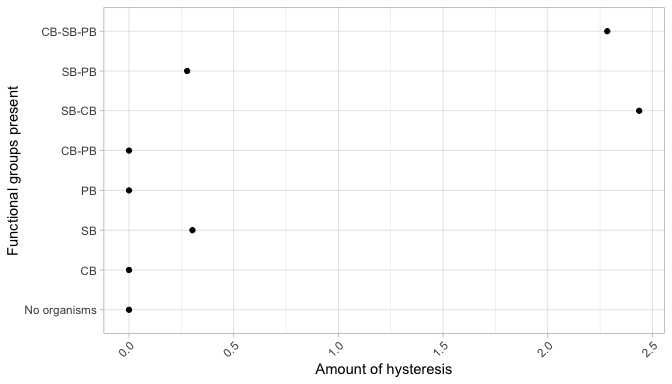 CB-SB-PB
SB-PB
SB-CB
CB-PB
PB
SB
CB
No organisms
Functional groups present
0.0 0.5 1.0 1.5 2.0 2.5
Amount of hysteresis